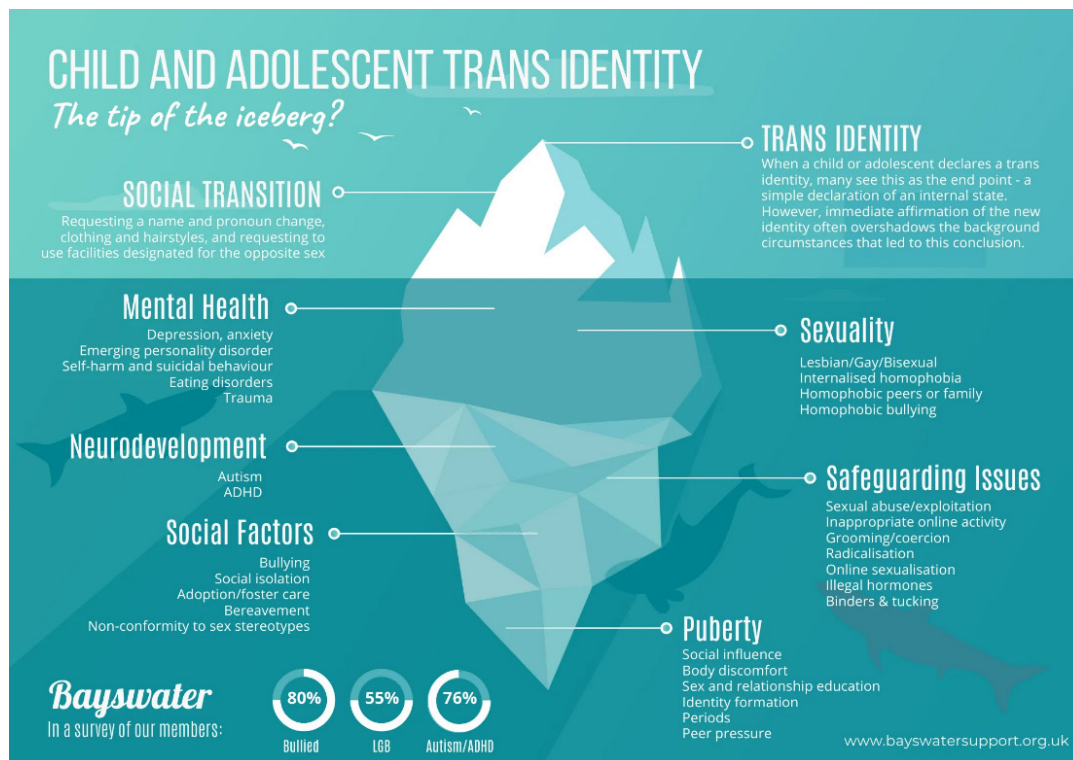 CHILD AND ADOLESCENT TRANS IDENTITY
The tip of the iceberg?
TRANS IDENTITY
When a child or adolescent declares a trans
identity, many see this as the end point - a
simple declaration of an internal state.
However, immediate affirmation of the new
identity often overshadows the background
circumstances that led to this conclusion.
SOCIAL TRANSITION
Requesting a name and pronoun change,
clothing and hairstyles, and requesting to
use facilities designated for the opposite sex
Mental Health
Depression, anxiety
Emerging personality disorder
Self-harm and suicidal behaviour
Eating disorders
Trauma
Sexuality
Lesbian/Gay/Bisexual
Internalised homophobia
Homophobic peers or family
Homophobic bullying
Neurodevelopment
Autism
ADHD
Safeguarding Issues
Sexual abuse/exploitation
Inappropriate online activity
Grooming/coercion
Radicalisation
Online sexualisation
Illegal hormones
Binders & tucking
Social Factors
Bullying
Social isolation
Adoption/foster care
Bereavement
Non-conformity to sex stereotypes
Puberty
Social influence
Body discomfort
Sex and relationship education
Identity formation
Periods
Peer pressure
Bayswater
In a survey of our members:
80%
Bullied
55%
LGB
76%
Autism/ADHD
www.bayswatersupport.org.uk